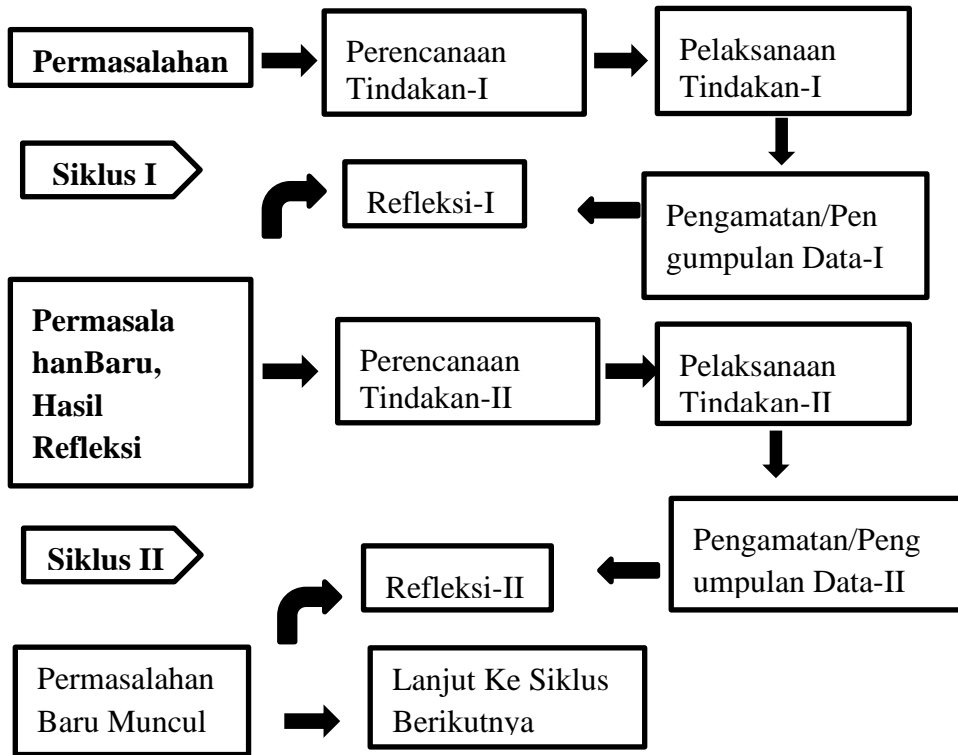 Permasalahan
Perencanaan
Tindakan-I
Pelaksanaan
Tindakan-I
Siklus I
Refleksi-I
Pengamatan/Pen
gumpulan Data-I
Permasala
hanBaru,
Hasil
Refleksi
Perencanaan
Tindakan-II
Pelaksanaan
Tindakan-II
Siklus II
Refleksi-II
Pengamatan/Peng
umpulan Data-II
Permasalahan
Baru Muncul
Lanjut Ke Siklus
Berikutnya